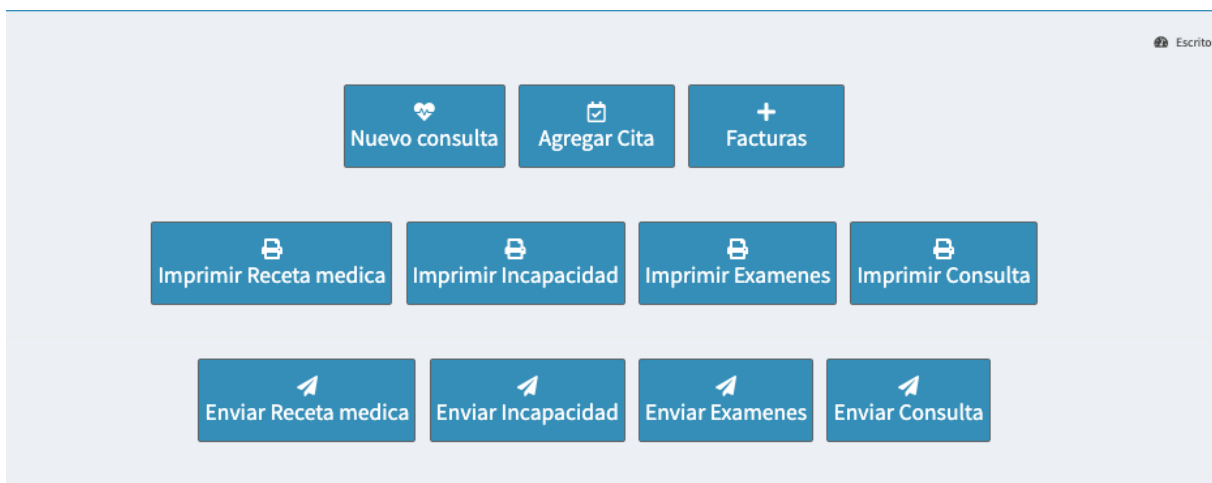 Escrito
Nuevo consulta
Agregar Cita
Facturas
Imprimir Receta medica
Imprimir Incapacidad
Imprimir Examenes
Imprimir Consulta
Enviar Receta medica
Enviar Incapacidad
Enviar Examenes
Enviar Consulta